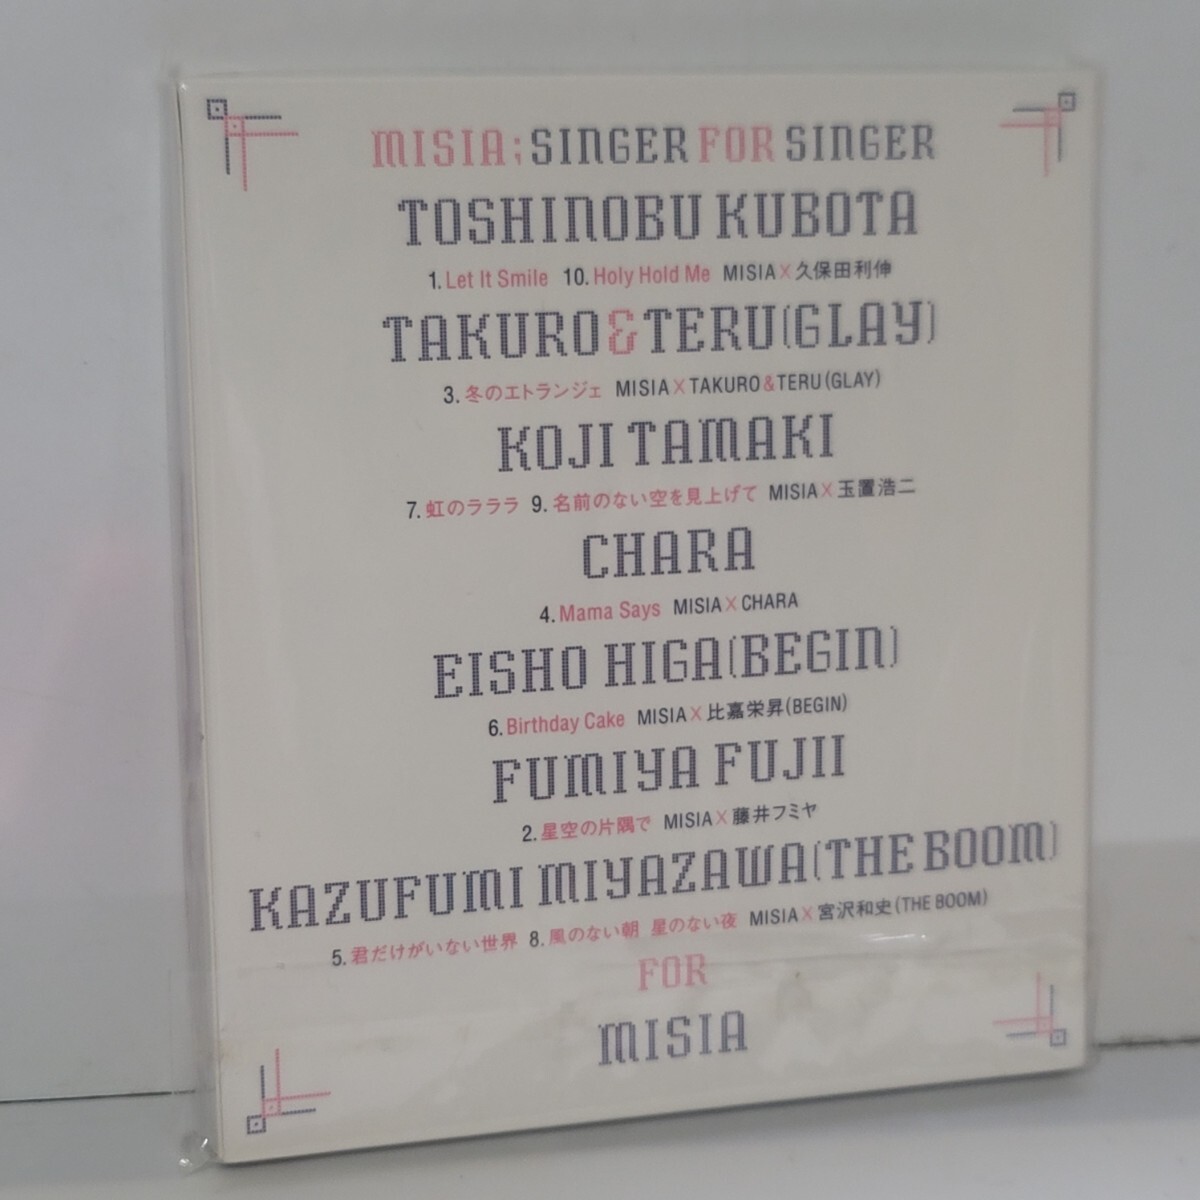 MISIA;SINGER FOR SINGER
TOSHINOBU KUBOTA
1. Let It Smile 10. Holy Hold Me MISIA×久保田利伸
TAKURO&TERU(GLAY)
3. 冬のエトランジェ MISIA×TAKURO&TERU(GLAY)
KOJI TAMAKI
7. 虹のラララ 9. 名前のない空を見上げて MISIA×玉置浩二
CHARA
4. Mama Says MISIA×CHARA
EISHO HIGA(BEGIN)
6. Birthday Cake MISIA×比嘉栄昇(BEGIN)
FUMIYA FUJII
2. 星空の片隅で MISIA×藤井フミヤ
KAZUFUMI MIYAZAWA(THE BOOM)
5. 君だけがいない世界 8. 風のない朝 星のない夜 MISIA×宮沢和史(THE BOOM)
FOR
MISIA